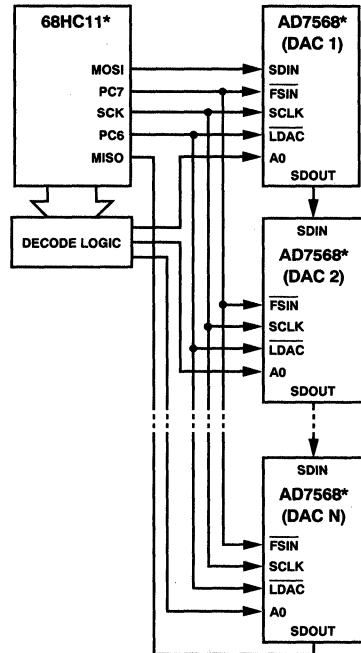 68HC11*
MOSI
PC7
SCK
PC6
MISO
DECODE LOGIC
AD7568*
(DAC 1)
SDIN
FSIN
SCLK
LDAC
A0
SDOUT
SDIN
AD7568*
(DAC 2)
FSIN
SCLK
LDAC
A0
SDOUT
SDIN
AD7568*
(DAC N)
FSIN
SCLK
LDAC
A0
SDOUT